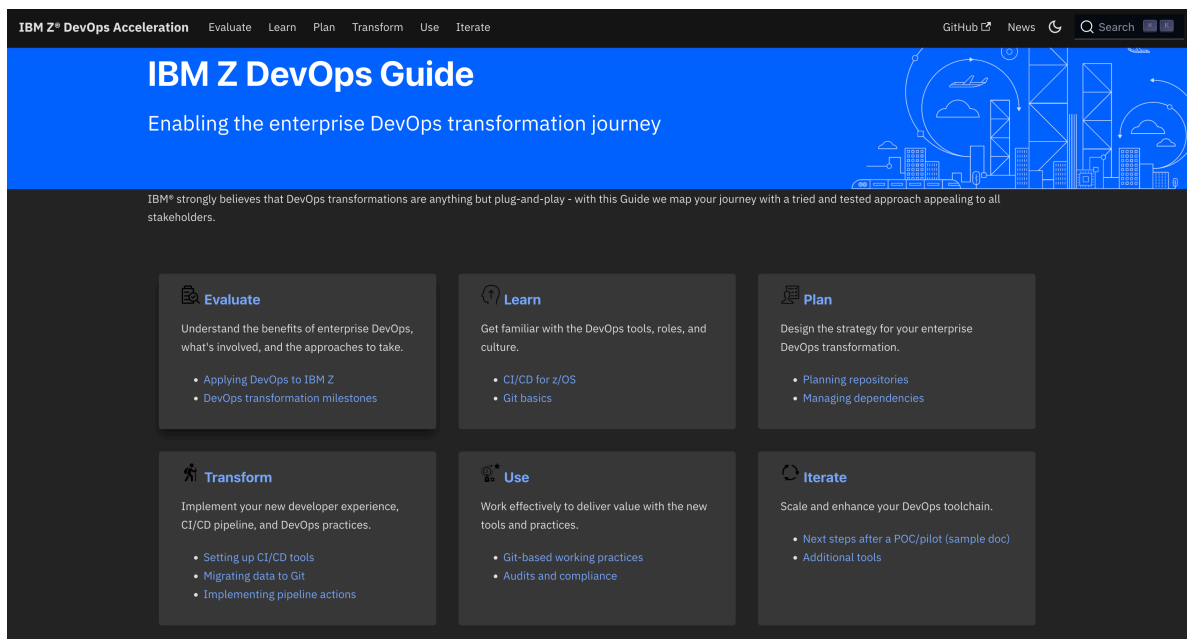 IBM Z® DevOps Acceleration Evaluate Learn Plan Transform Use Iterate GitHub News Search K
IBM Z DevOps Guide
Enabling the enterprise DevOps transformation journey
IBM® strongly believes that DevOps transformations are anything but plug-and-play - with this Guide we map your journey with a tried and tested approach appealing to all
stakeholders.
Evaluate
Understand the benefits of enterprise DevOps,
what's involved, and the approaches to take.
• Applying DevOps to IBM Z
• DevOps transformation milestones
Learn
Get familiar with the DevOps tools, roles, and
culture.
• CI/CD for z/OS
• Git basics
Plan
Design the strategy for your enterprise
DevOps transformation.
• Planning repositories
• Managing dependencies
Transform
Implement your new developer experience,
CI/CD pipeline, and DevOps practices.
• Setting up CI/CD tools
• Migrating data to Git
• Implementing pipeline actions
Use
Work effectively to deliver value with the new
tools and practices.
• Git-based working practices
• Audits and compliance
Iterate
Scale and enhance your DevOps toolchain.
• Next steps after a POC/pilot (sample doc)
• Additional tools